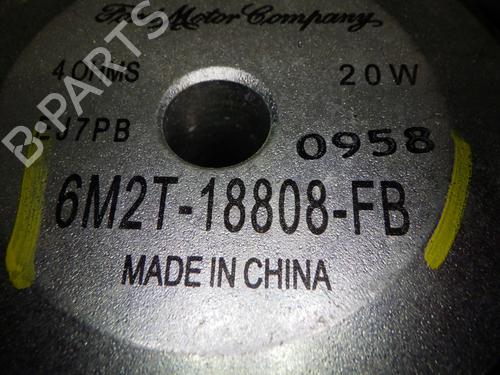 Ford Motor Company
4 OHMS 20W
0958
6M2T-18808-FB
MADE IN CHINA
B-PARTS